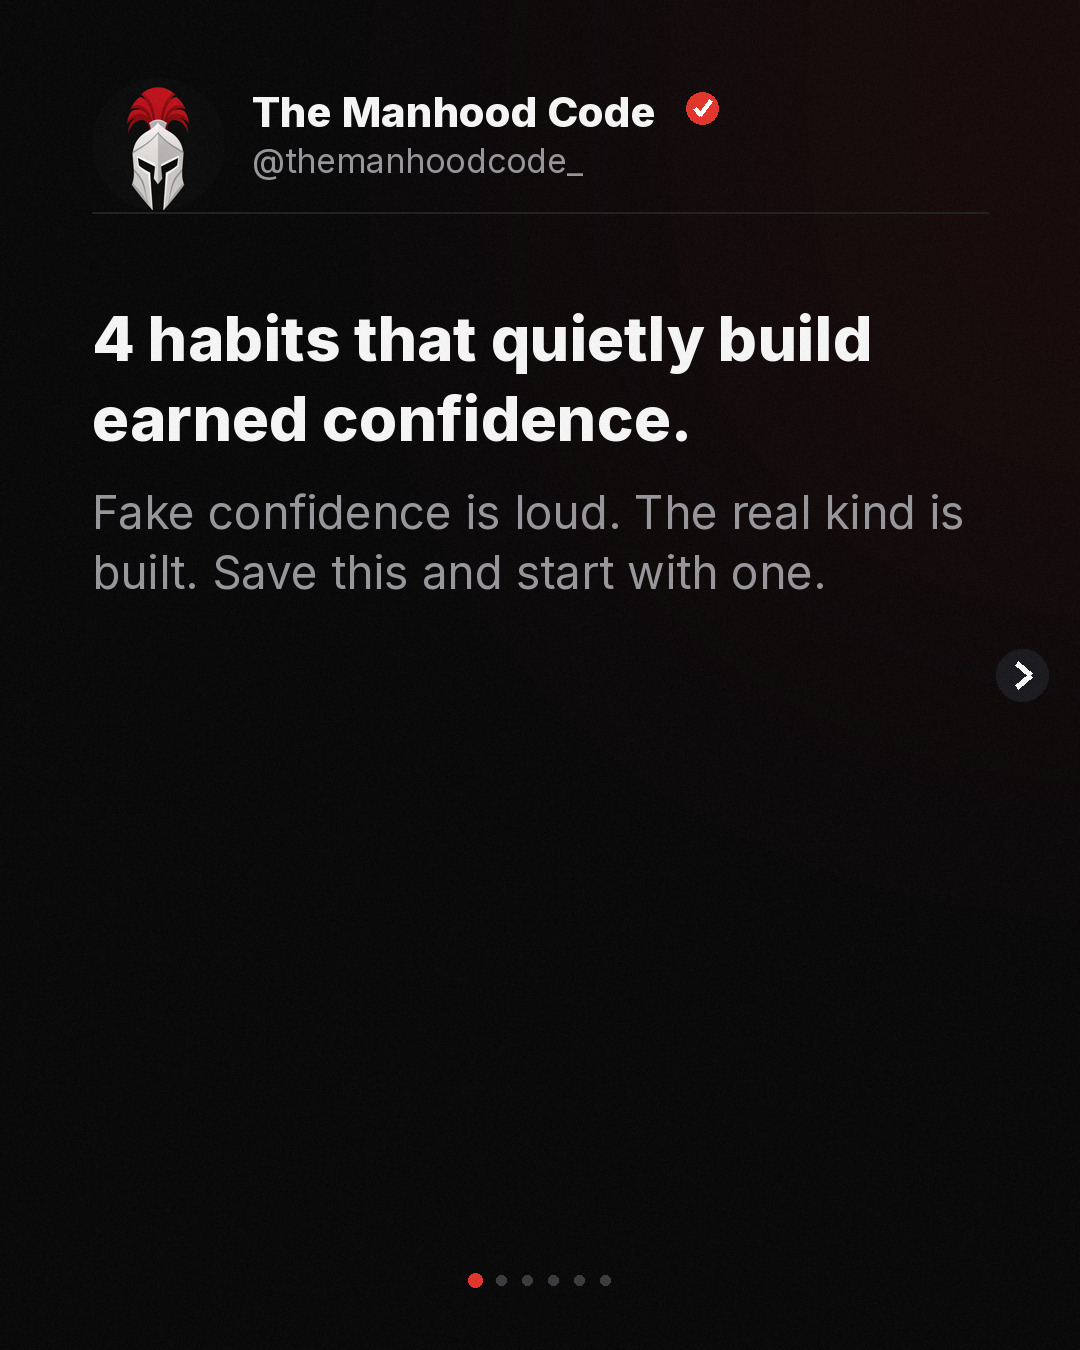 The Manhood Code
@themanhoodcode_
4 habits that quietly build
earned confidence.
Fake confidence is loud. The real kind is
built. Save this and start with one.